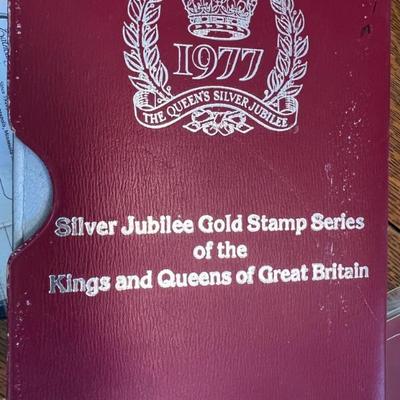 1977
THE QUEEN'S SILVER JUBILEE
Silver Jubilee Gold Stamp Series
of the
Kings and Queens of Great Britain